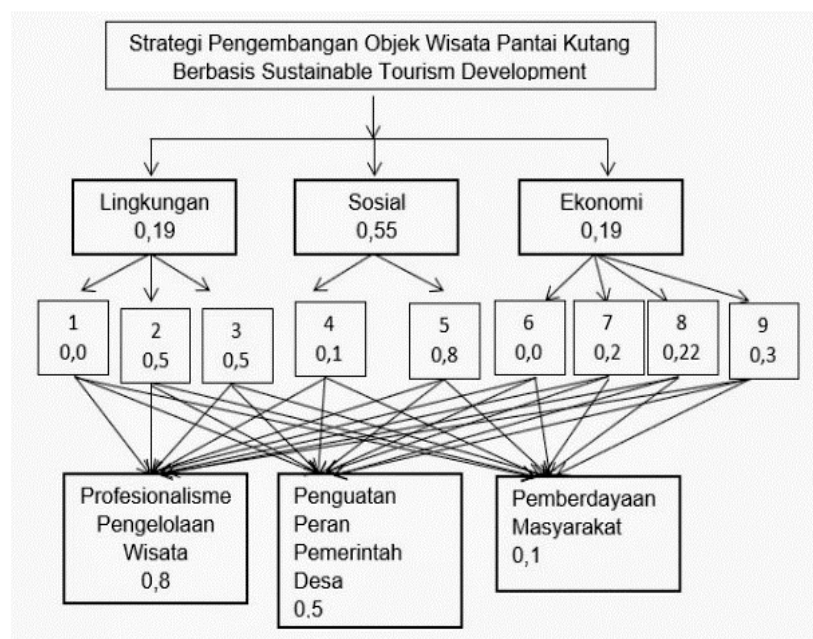 Strategi Pengembangan Objek Wisata Pantai Kutang
Berbasis Sustainable Tourism Development
Lingkungan
0,19
Sosial
0,55
Ekonomi
0,19
1
0,0
2
0,5
3
0,5
4
0,1
5
0,8
6
0,0
7
0,2
8
0,22
9
0,3
Profesionalisme
Pengelolaan
Wisata
0,8
Penguatan
Peran
Pemerintah
Desa
0,5
Pemberdayaan
Masyarakat
0,1